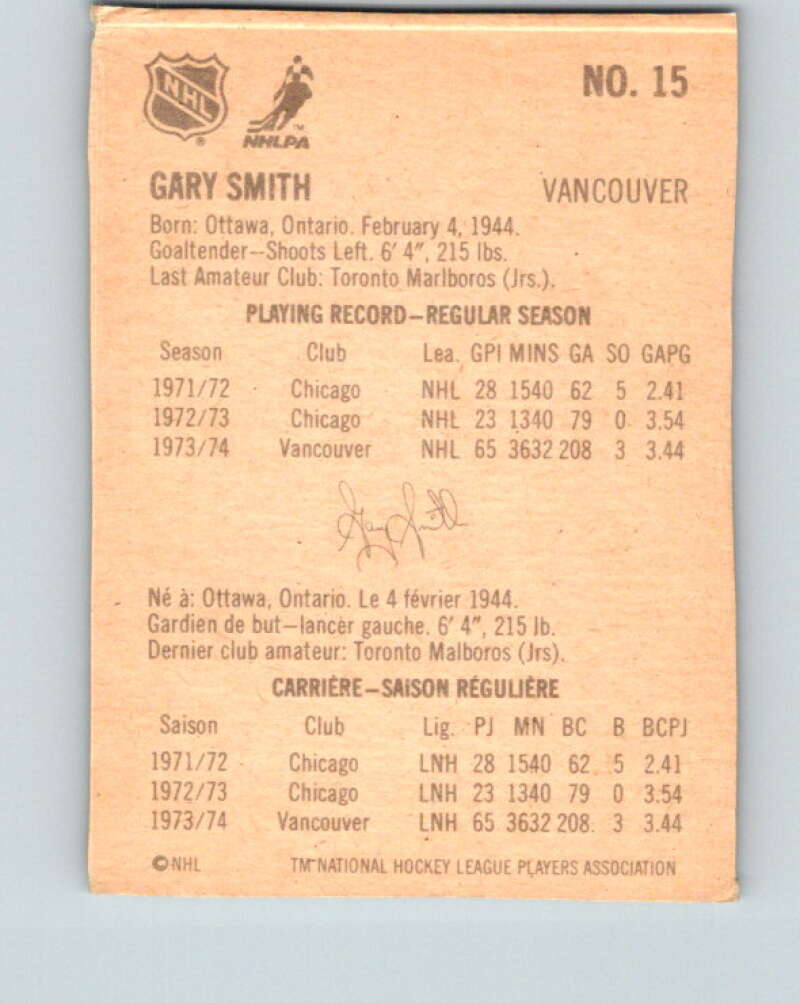 NHL
NHLPA
NO. 15
GARY SMITH VANCOUVER
Born: Ottawa, Ontario. February 4, 1944.
Goaltender--Shoots Left. 6′ 4″, 215 lbs.
Last Amateur Club: Toronto Marlboros (Jrs.).
PLAYING RECORD—REGULAR SEASON
Season Club Lea. GPI MINS GA SO GAPG
1971/72 Chicago NHL 28 1540 62 5 2.41
1972/73 Chicago NHL 23 1340 79 0 3.54
1973/74 Vancouver NHL 65 3632 208 3 3.44
Gary Smith
Né à: Ottawa, Ontario. Le 4 février 1944.
Gardien de but—lancer gauche. 6′ 4″, 215 lb.
Dernier club amateur: Toronto Malboros (Jrs).
CARRIÈRE—SAISON RÉGULIÈRE
Saison Club Lig. PJ MN BC B BCPJ
1971/72 Chicago LNH 28 1540 62 5 2.41
1972/73 Chicago LNH 23 1340 79 0 3.54
1973/74 Vancouver LNH 65 3632 208 3 3.44
©NHL TM NATIONAL HOCKEY LEAGUE PLAYERS ASSOCIATION